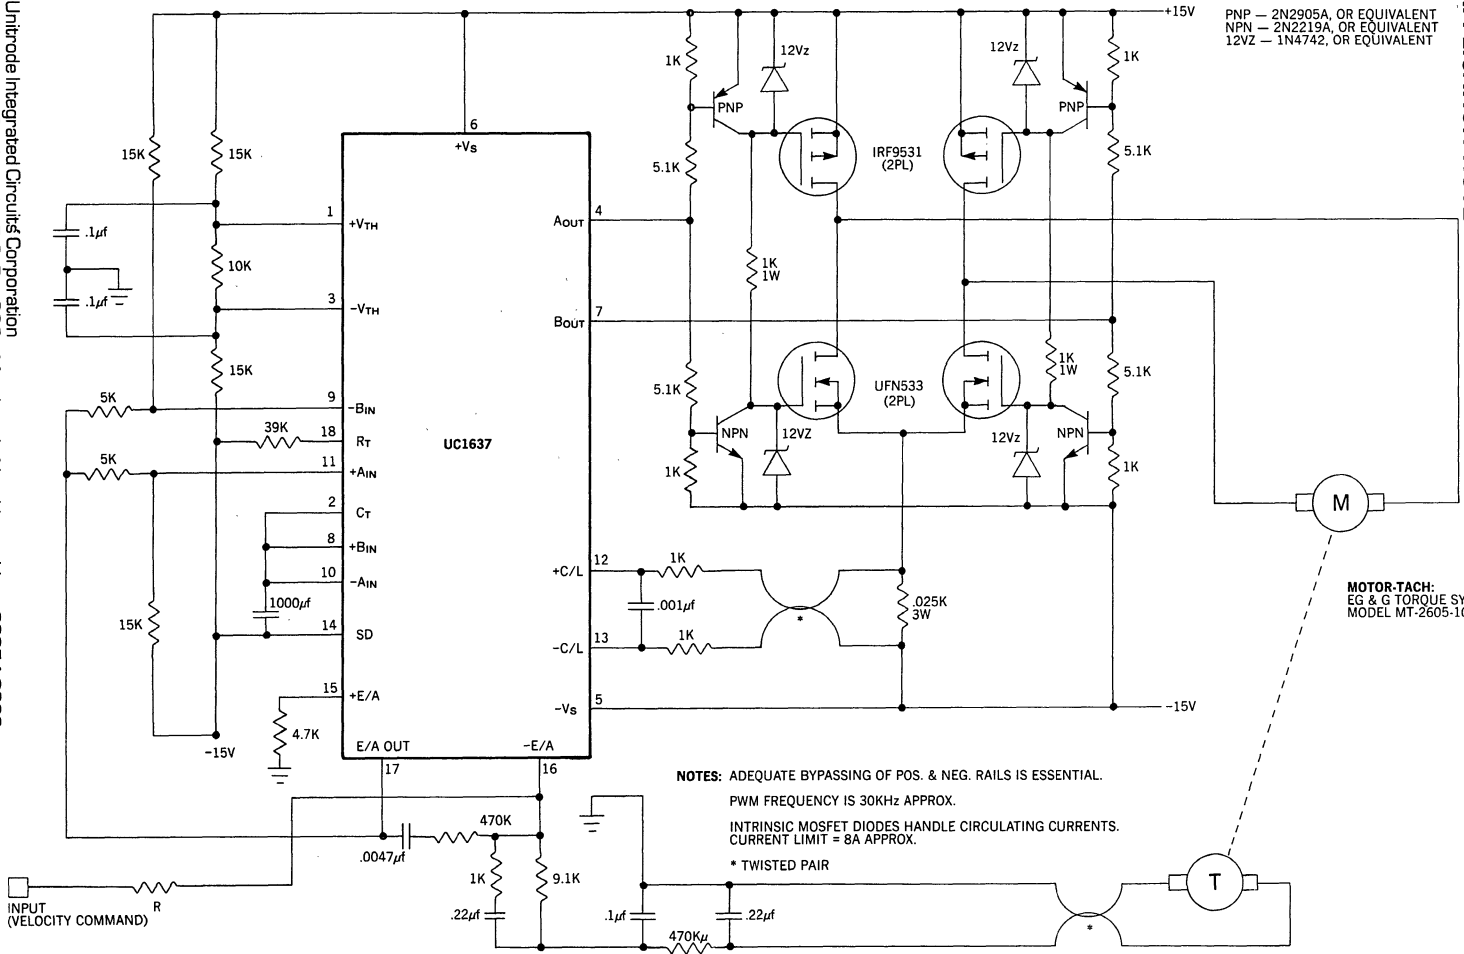 Unitrode Integrated Circuits Corporation
+15V
PNP — 2N2905A, OR EQUIVALENT
NPN — 2N2219A, OR EQUIVALENT
12VZ — 1N4742, OR EQUIVALENT
1K
12Vz
12Vz
1K
PNP
PNP
6
+Vs
15K
15K
5.1K
IRF9531
(2PL)
5.1K
1
+VTH
4
AOUT
.1µf
10K
1K
1W
.1µf
3
-VTH
7
BOUT
15K
5.1K
UFN533
(2PL)
1K
1W
5.1K
5K
9
-BIN
39K
18
RT
UC1637
NPN
12VZ
12Vz
NPN
5K
11
+AIN
1K
1K
2
CT
M
8
+BIN
12
+C/L
1K
10
-AIN
1000µf
.001µf
.025K
3W
*
MOTOR-TACH:
EG & G TORQUE SY
MODEL MT-2605-10
15K
14
SD
13
-C/L
1K
15
+E/A
5
-Vs
-15V
4.7K
-15V
E/A OUT
-E/A
17
16
NOTES: ADEQUATE BYPASSING OF POS. & NEG. RAILS IS ESSENTIAL.
PWM FREQUENCY IS 30KHz APPROX.
INTRINSIC MOSFET DIODES HANDLE CIRCULATING CURRENTS.
CURRENT LIMIT = 8A APPROX.
* TWISTED PAIR
470K
.0047µf
1K
9.1K
T
INPUT
(VELOCITY COMMAND)
R
.22µf
.1µf
.22µf
470Kµ
*